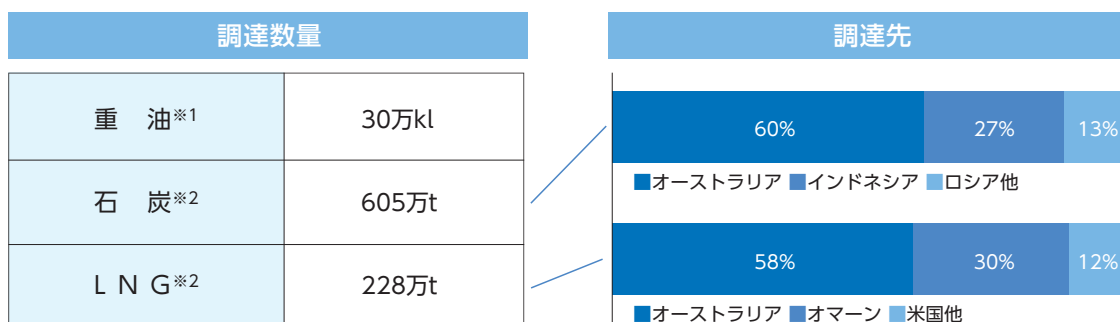 調達数量
重　油※1
30万kl
石　炭※2
605万t
ＬＮＧ※2
228万t
調達先
60% 27% 13%
■オーストラリア ■インドネシア ■ロシア他
58% 30% 12%
■オーストラリア ■オマーン ■米国他